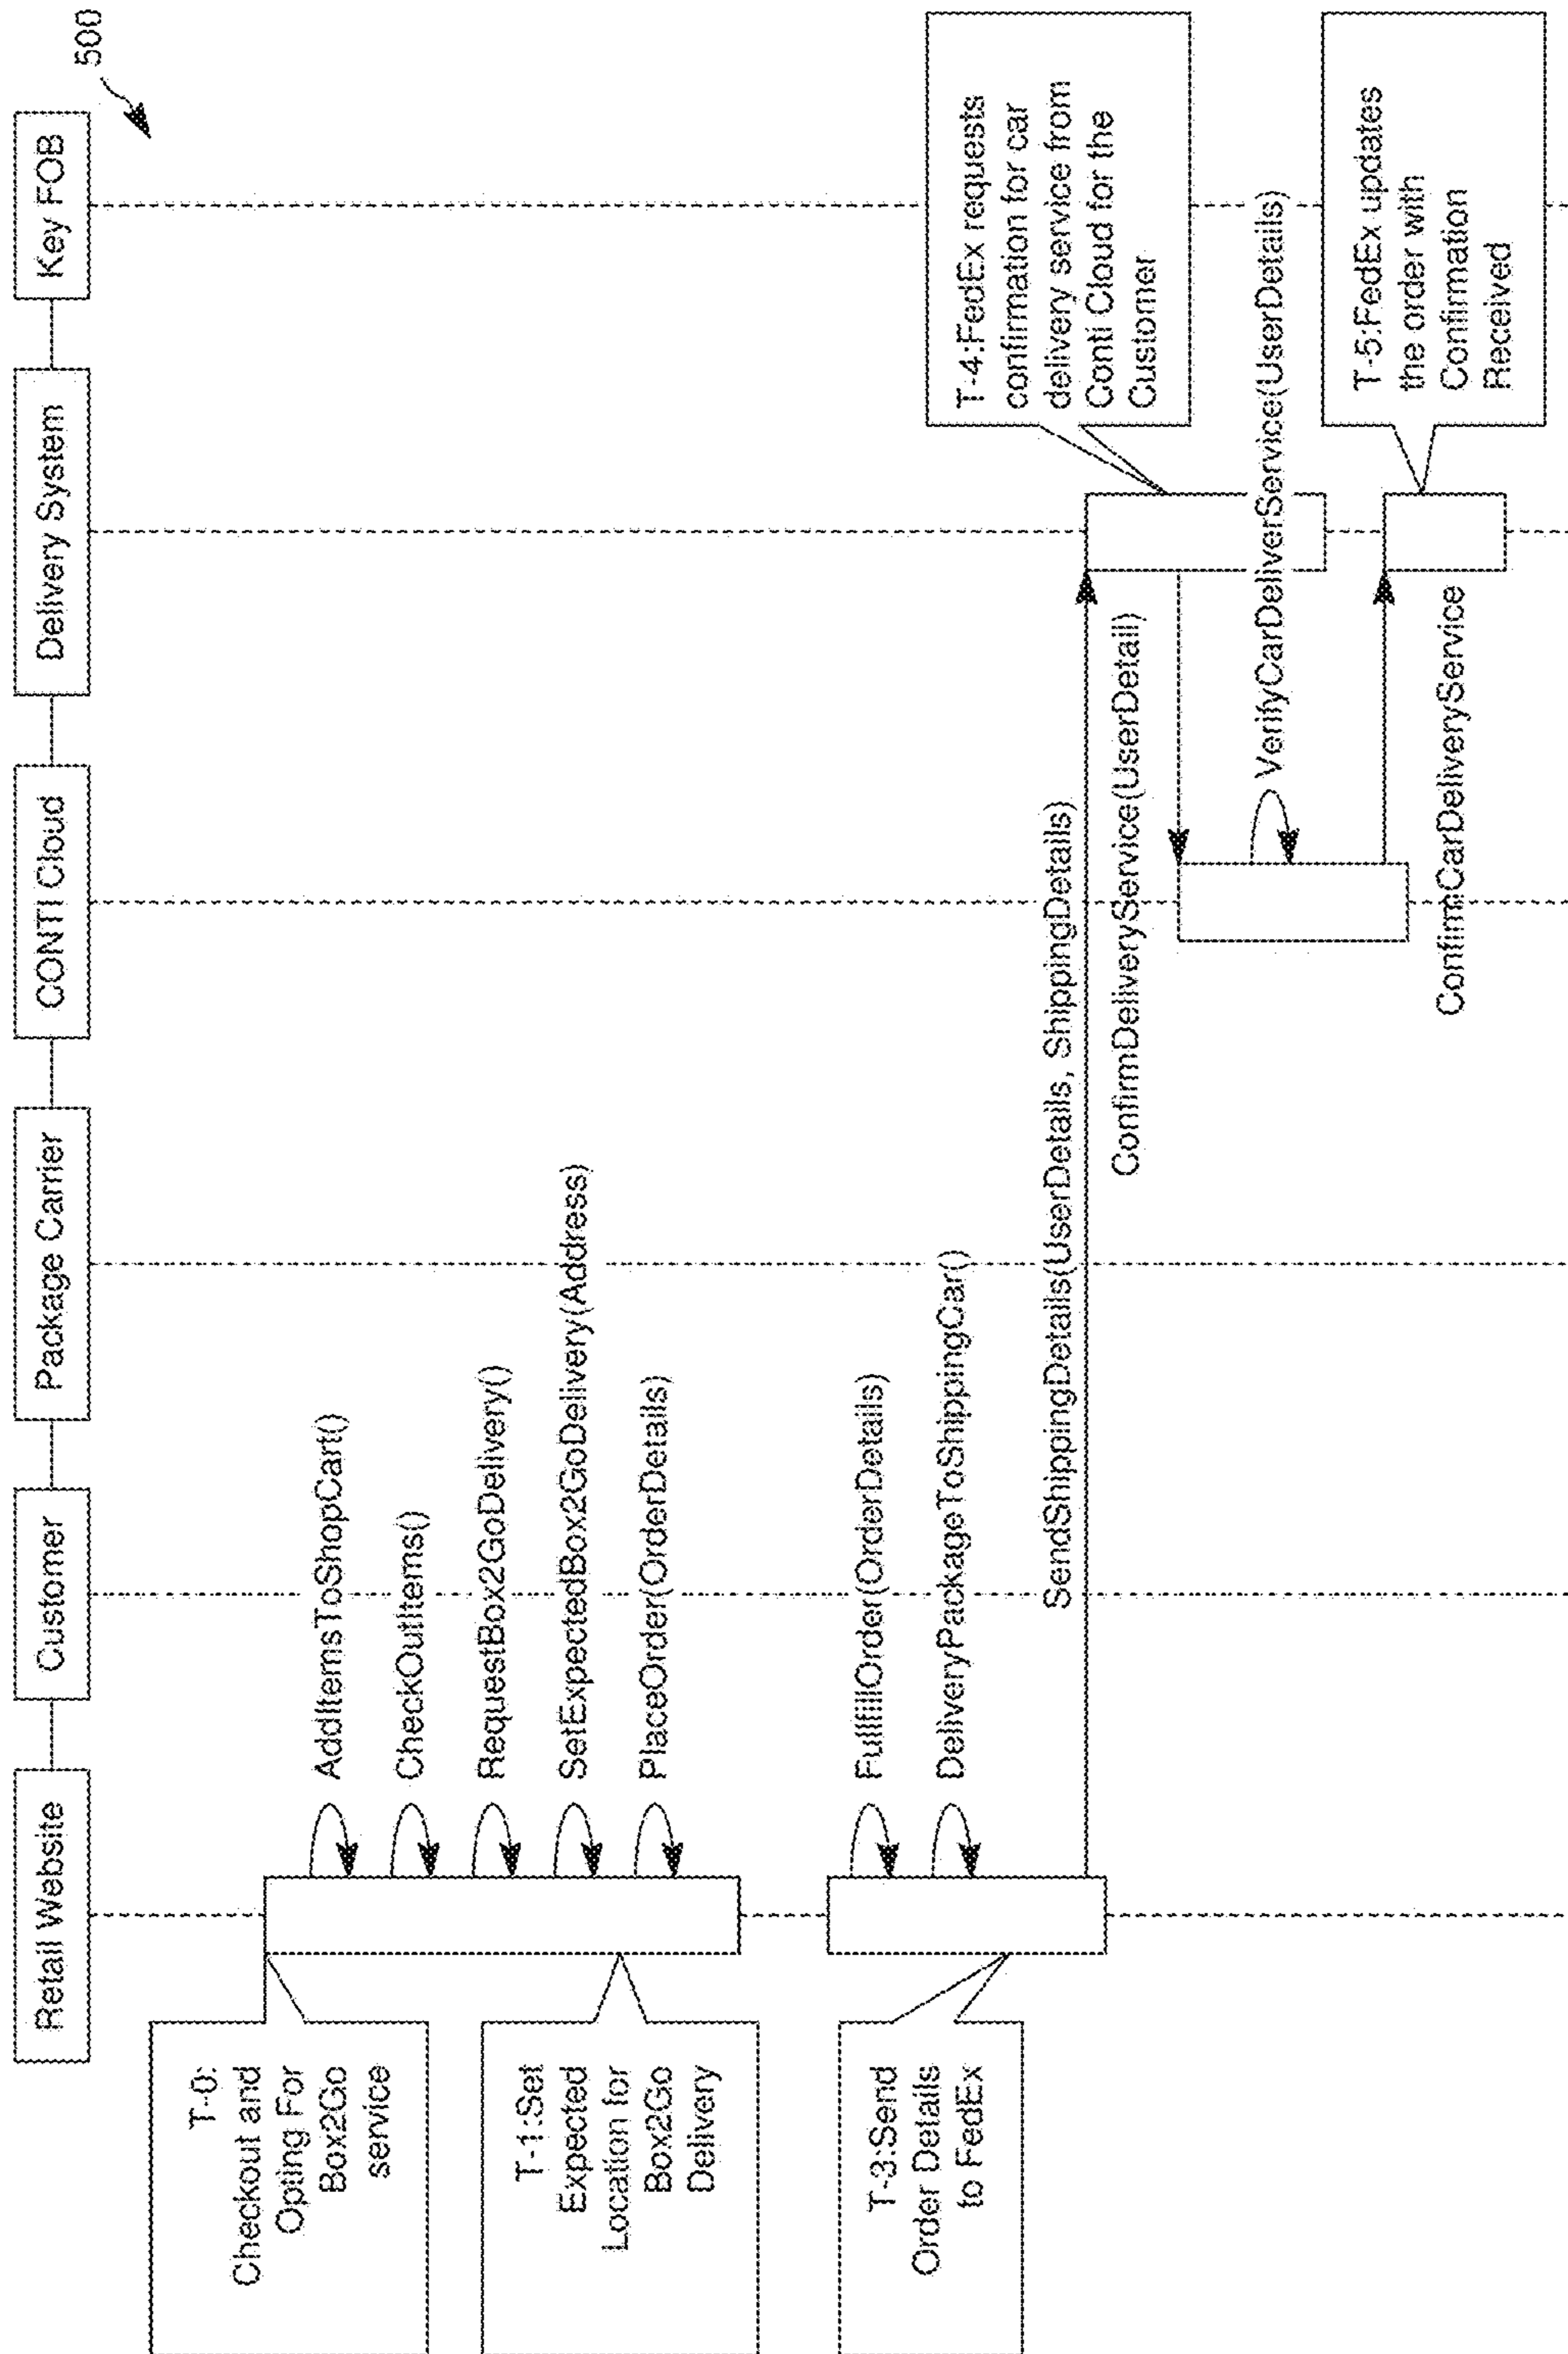 500
Retail Website
Customer
Package Carrier
CONTI Cloud
Delivery System
Key FOB
T-0:
Checkout and
Opting For
Box2Go
service
AddItemsToShopCart()
CheckOutItems()
RequestBox2GoDelivery()
SetExpectedBox2GoDelivery(Address)
PlaceOrder(OrderDetails)
T-1:Set
Expected
Location for
Box2Go
Delivery
T-3:Send
Order Details
to FedEx
FullfillOrder(OrderDetails)
DeliveryPackageToShippingCar()
SendShippingDetails(UserDetails, ShippingDetails)
T-4:FedEx requests
confirmation for car
delivery service from
Conti Cloud for the
Customer
ConfirmDeliveryService(UserDetail)
VerifyCarDeliverService(UserDetails)
T-5:FedEx updates
the order with
Confirmation
Received
ConfirmCarDeliveryService